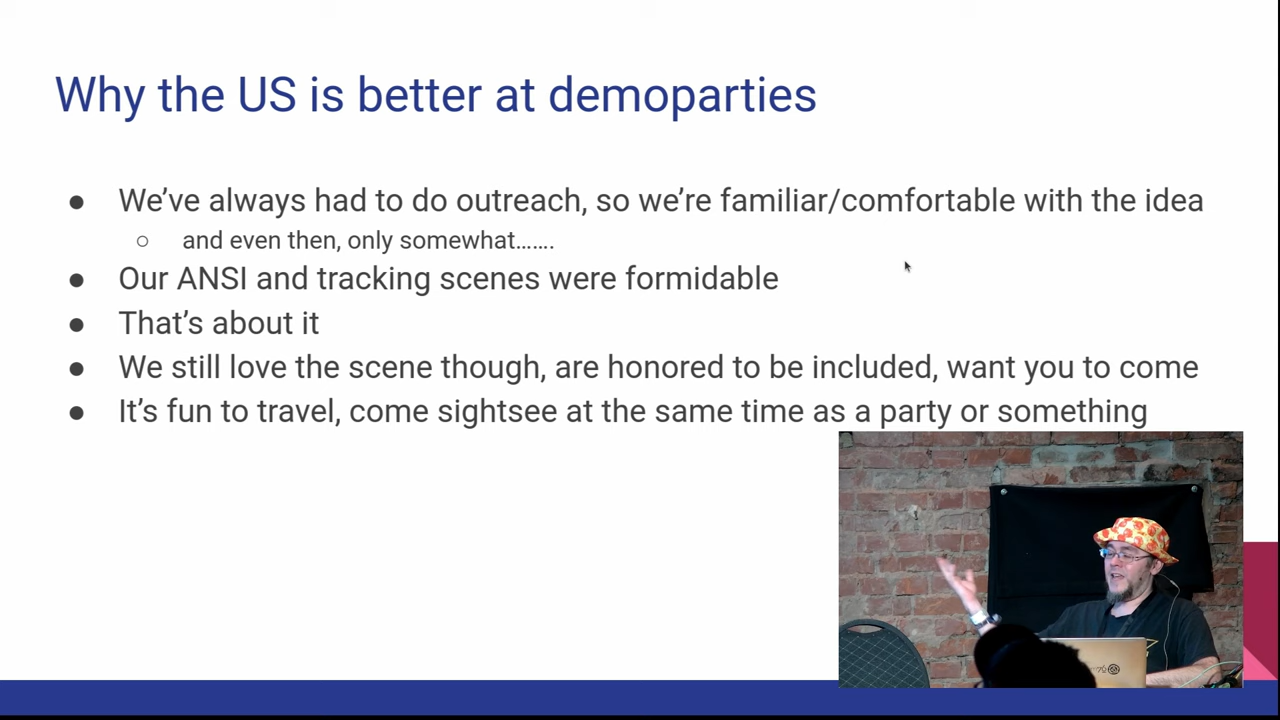 Why the US is better at demoparties
● We’ve always had to do outreach, so we’re familiar/comfortable with the idea
○ and even then, only somewhat…….
● Our ANSI and tracking scenes were formidable
● That’s about it
● We still love the scene though, are honored to be included, want you to come
● It’s fun to travel, come sightsee at the same time as a party or something